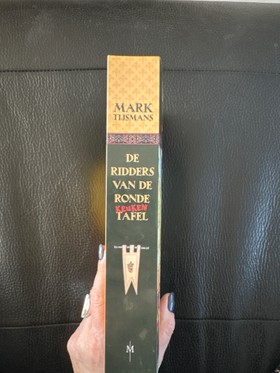 MARK
TIJSMANS
DE
RIDDERS
VAN DE
RONDE
KEUKEN
TAFEL
M